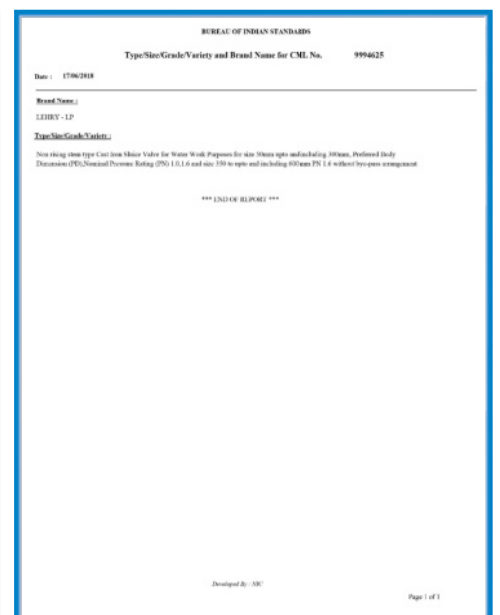 BUREAU OF INDIAN STANDARDS
Type/Size/Grade/Variety and Brand Name for CML No. 9994625
Date : 17/06/2018
Brand Name :
LEHRY - LP
Type/Size/Grade/Variety :
Non rising stem type Cast Iron Sluice Valve for Water Work Purposes for size 50mm upto andincluding 300mm, Preferred Body
Dimension (PD),Nominal Pressure Rating (PN) 1.0,1.6 and size 350 to upto and including 600mm PN 1.6 without bye-pass arrangement
*** END OF REPORT ***
Developed By : NIC
Page 1 of 1